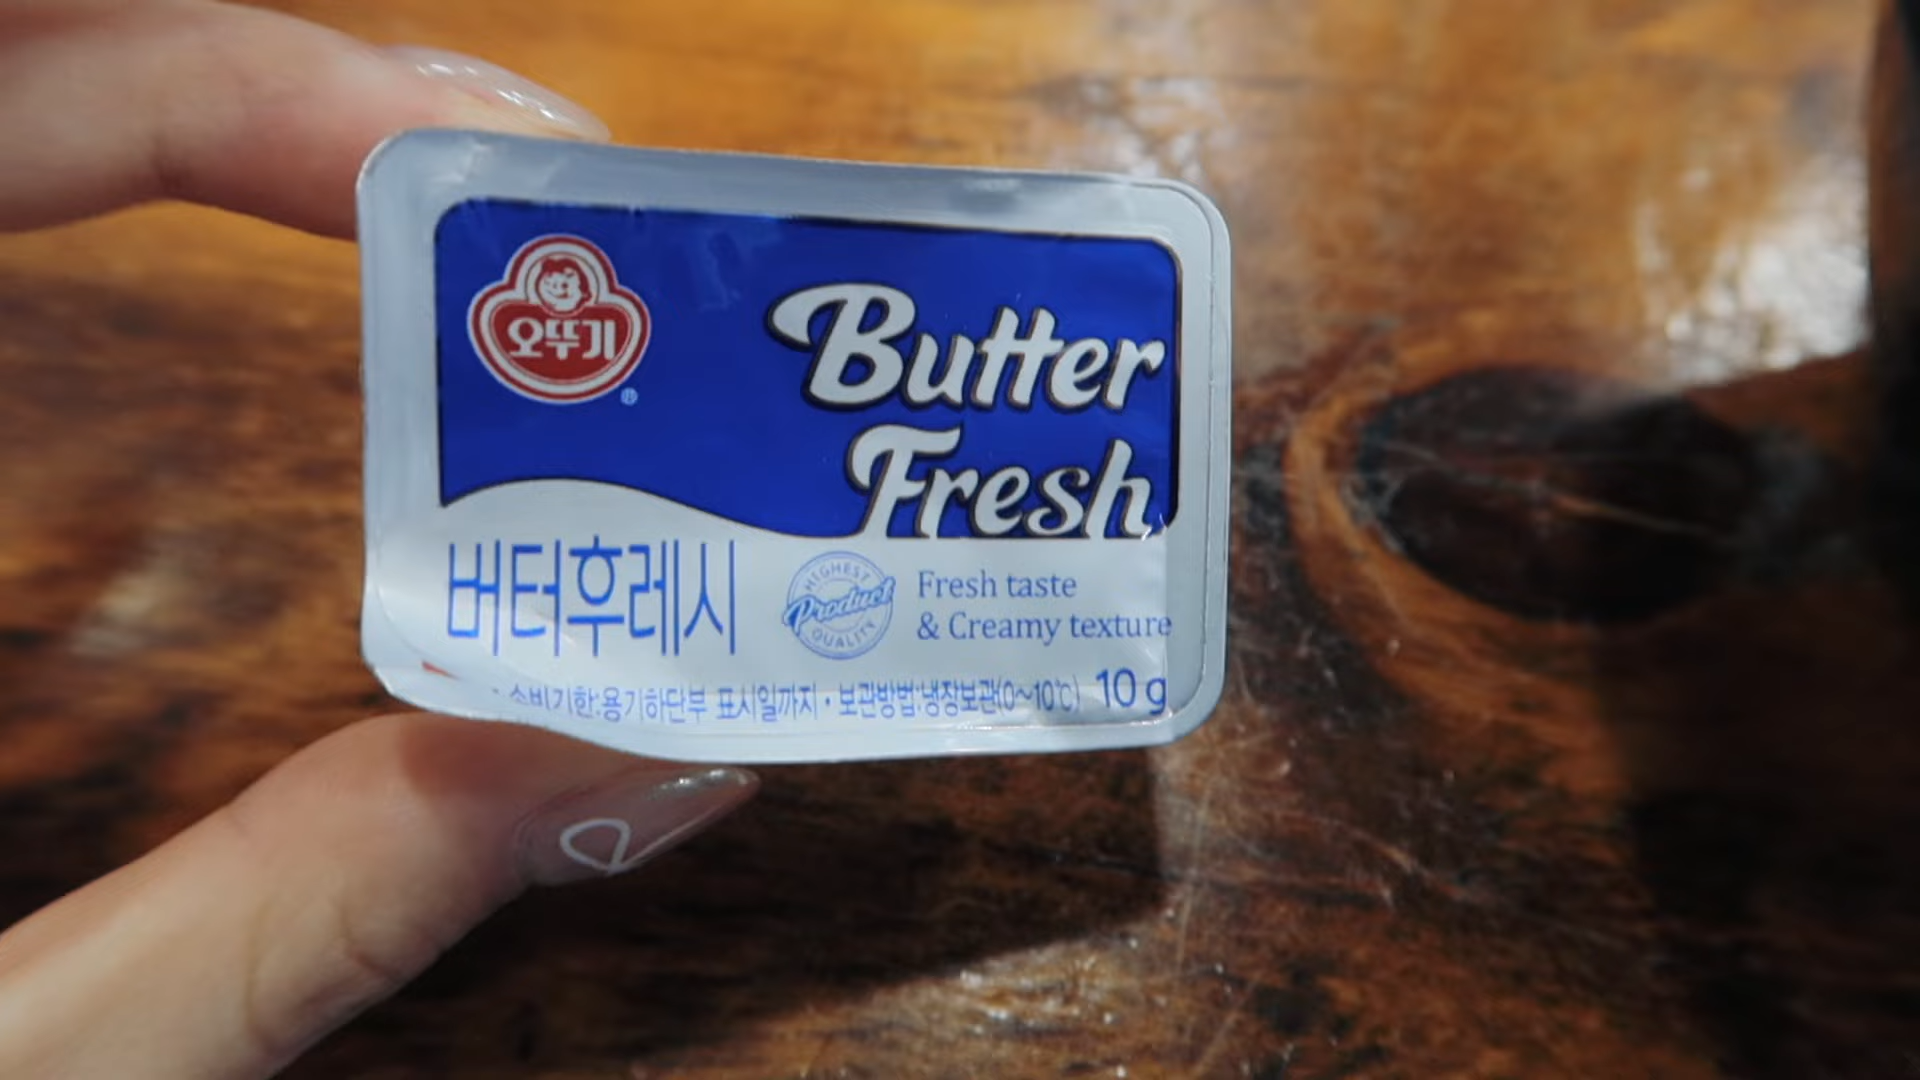 오뚜기
®
Butter
Fresh
버터후레시
HIGHEST
Product
QUALITY
Fresh taste
& Creamy texture
· 소비기한:용기하단부 표시일까지 · 보관방법:냉장보관(0~10℃) 10 g